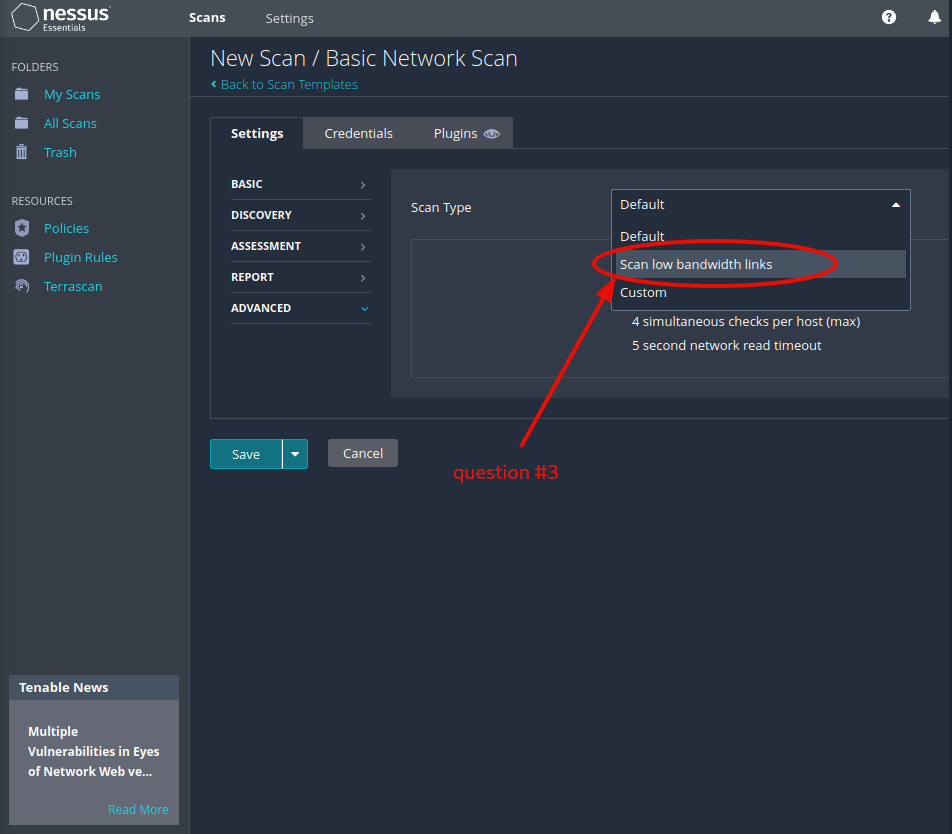 nessus
Essentials
Scans
Settings
FOLDERS
My Scans
All Scans
Trash
RESOURCES
Policies
Plugin Rules
Terrascan
Tenable News
Multiple
Vulnerabilities in Eyes
of Network Web ve...
Read More
New Scan / Basic Network Scan
Back to Scan Templates
Settings
Credentials
Plugins
BASIC
DISCOVERY
ASSESSMENT
REPORT
ADVANCED
Scan Type
Default
Default
Scan low bandwidth links
Custom
4 simultaneous checks per host (max)
5 second network read timeout
Save
Cancel
question #3